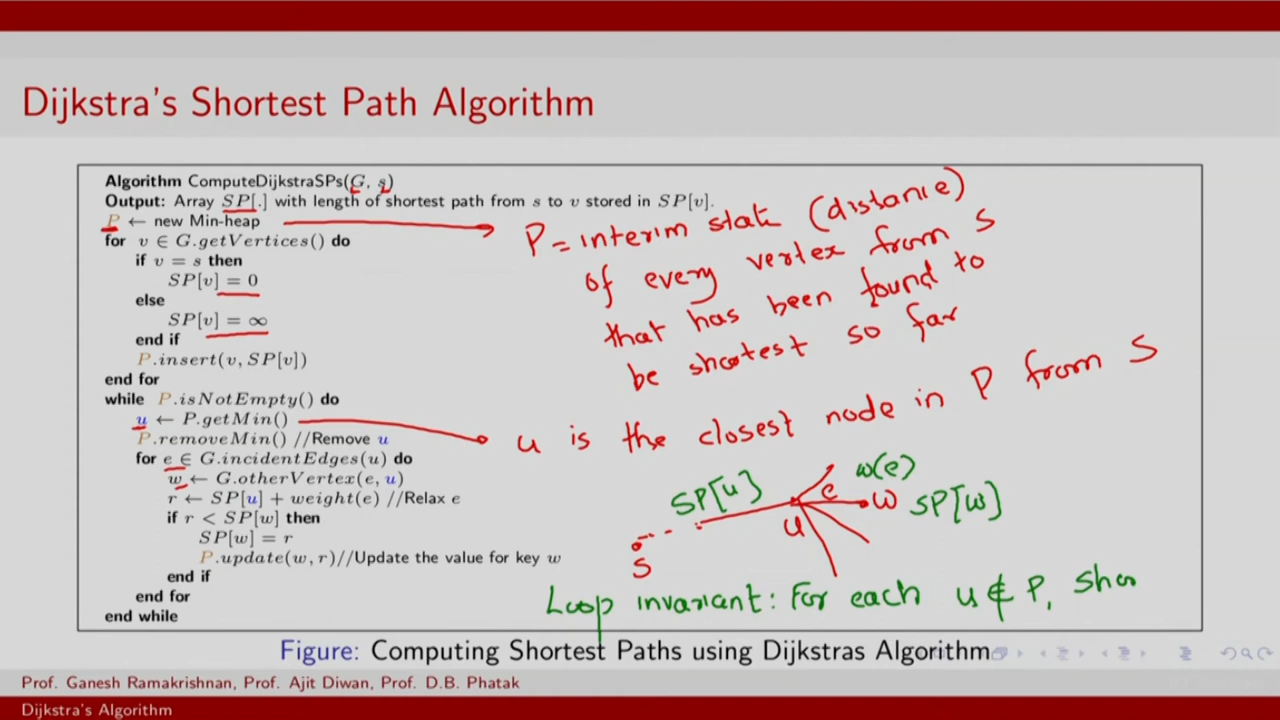 Dijkstra's Shortest Path Algorithm
Algorithm ComputeDijkstraSPs(G, s)
Output: Array SP[.] with length of shortest path from s to v stored in SP[v].
P ← new Min-heap
for v ∈ G.getVertices() do
if v = s then
SP[v] = 0
else
SP[v] = ∞
end if
P.insert(v, SP[v])
end for
while P.isNotEmpty() do
u ← P.getMin()
P.removeMin() //Remove u
for e ∈ G.incidentEdges(u) do
w ← G.otherVertex(e, u)
r ← SP[u] + weight(e) //Relax e
if r < SP[w] then
SP[w] = r
P.update(w, r)//Update the value for key w
end if
end for
end while
P = interim state (distance)
of every vertex from S
that has been found to
be shortest so far
u is the closest node in P from S
SP[u]
e
w(e)
w
SP[w]
u
S
Loop invariant: For each u ∉ P, Shor
Figure: Computing Shortest Paths using Dijkstras Algorithm
Prof. Ganesh Ramakrishnan, Prof. Ajit Diwan, Prof. D.B. Phatak
Dijkstra's Algorithm